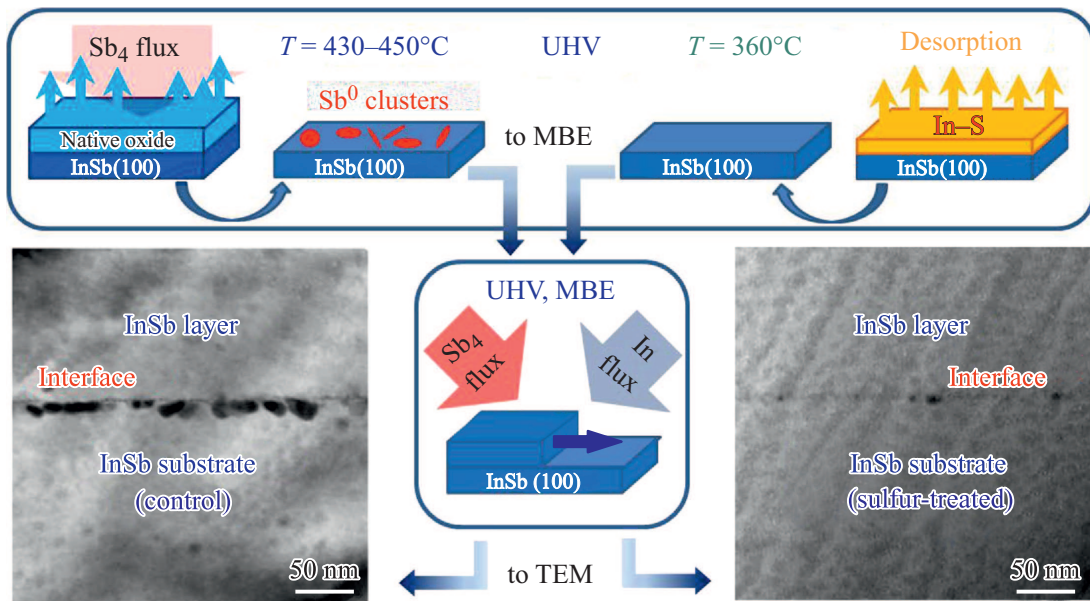 Sb₄ flux
T = 430–450°C
UHV
T = 360°C
Desorption
Sb⁰ clusters
Native oxide
InSb(100)
InSb(100)
to MBE
InSb(100)
In–S
InSb(100)
InSb layer
Interface
InSb substrate
(control)
50 nm
UHV, MBE
Sb₄
flux
In
flux
InSb (100)
to TEM
InSb layer
Interface
InSb substrate
(sulfur-treated)
50 nm